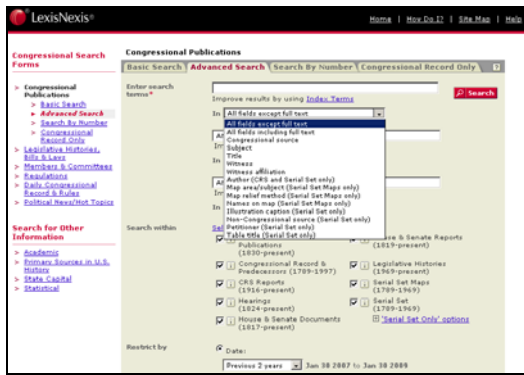 LexisNexis®
Home | How Do I? | Site Map | Help
Congressional Search Forms
> Congressional Publications
> Basic Search
Advanced Search
> Search By Number
> Congressional Record Only
> Legislative Histories, Bills & Laws
> Members & Committees
> Regulations
> Daily Congressional Record & Rules
> Political News/Hot Topics
Search for Other Information
> Academic
> Primary Sources in U.S. History
> State Capital
> Statistical
Congressional Publications
Basic Search
Advanced Search
Search By Number
Congressional Record Only
?
Enter search terms*
Search
Improve results by using Index Terms
In All fields except full text
All fields except full text
All fields including full text
Congressional source
Subject
Title
Witness
Witness affiliation
Author (CRS and Serial Set only)
Map area/subject (Serial Set Maps only)
Map relief method (Serial Set Maps only)
Names on map (Serial Set Maps only)
Illustration caption (Serial Set only)
Non-Congressional source (Serial Set only)
Petitioner (Serial Set only)
Table title (Serial Set only)
In
In
Search within
Publications (1830-present)
& Senate Reports (1819-present)
Congressional Record & Predecessors (1789-1997)
Legislative Histories (1969-present)
CRS Reports (1916-present)
Serial Set Maps (1789-1969)
Hearings (1824-present)
Serial Set (1789-1969)
House & Senate Documents (1817-present)
'Serial Set Only' options
Restrict by
Date:
Previous 2 years
Jan 30 2007 to Jan 30 2009